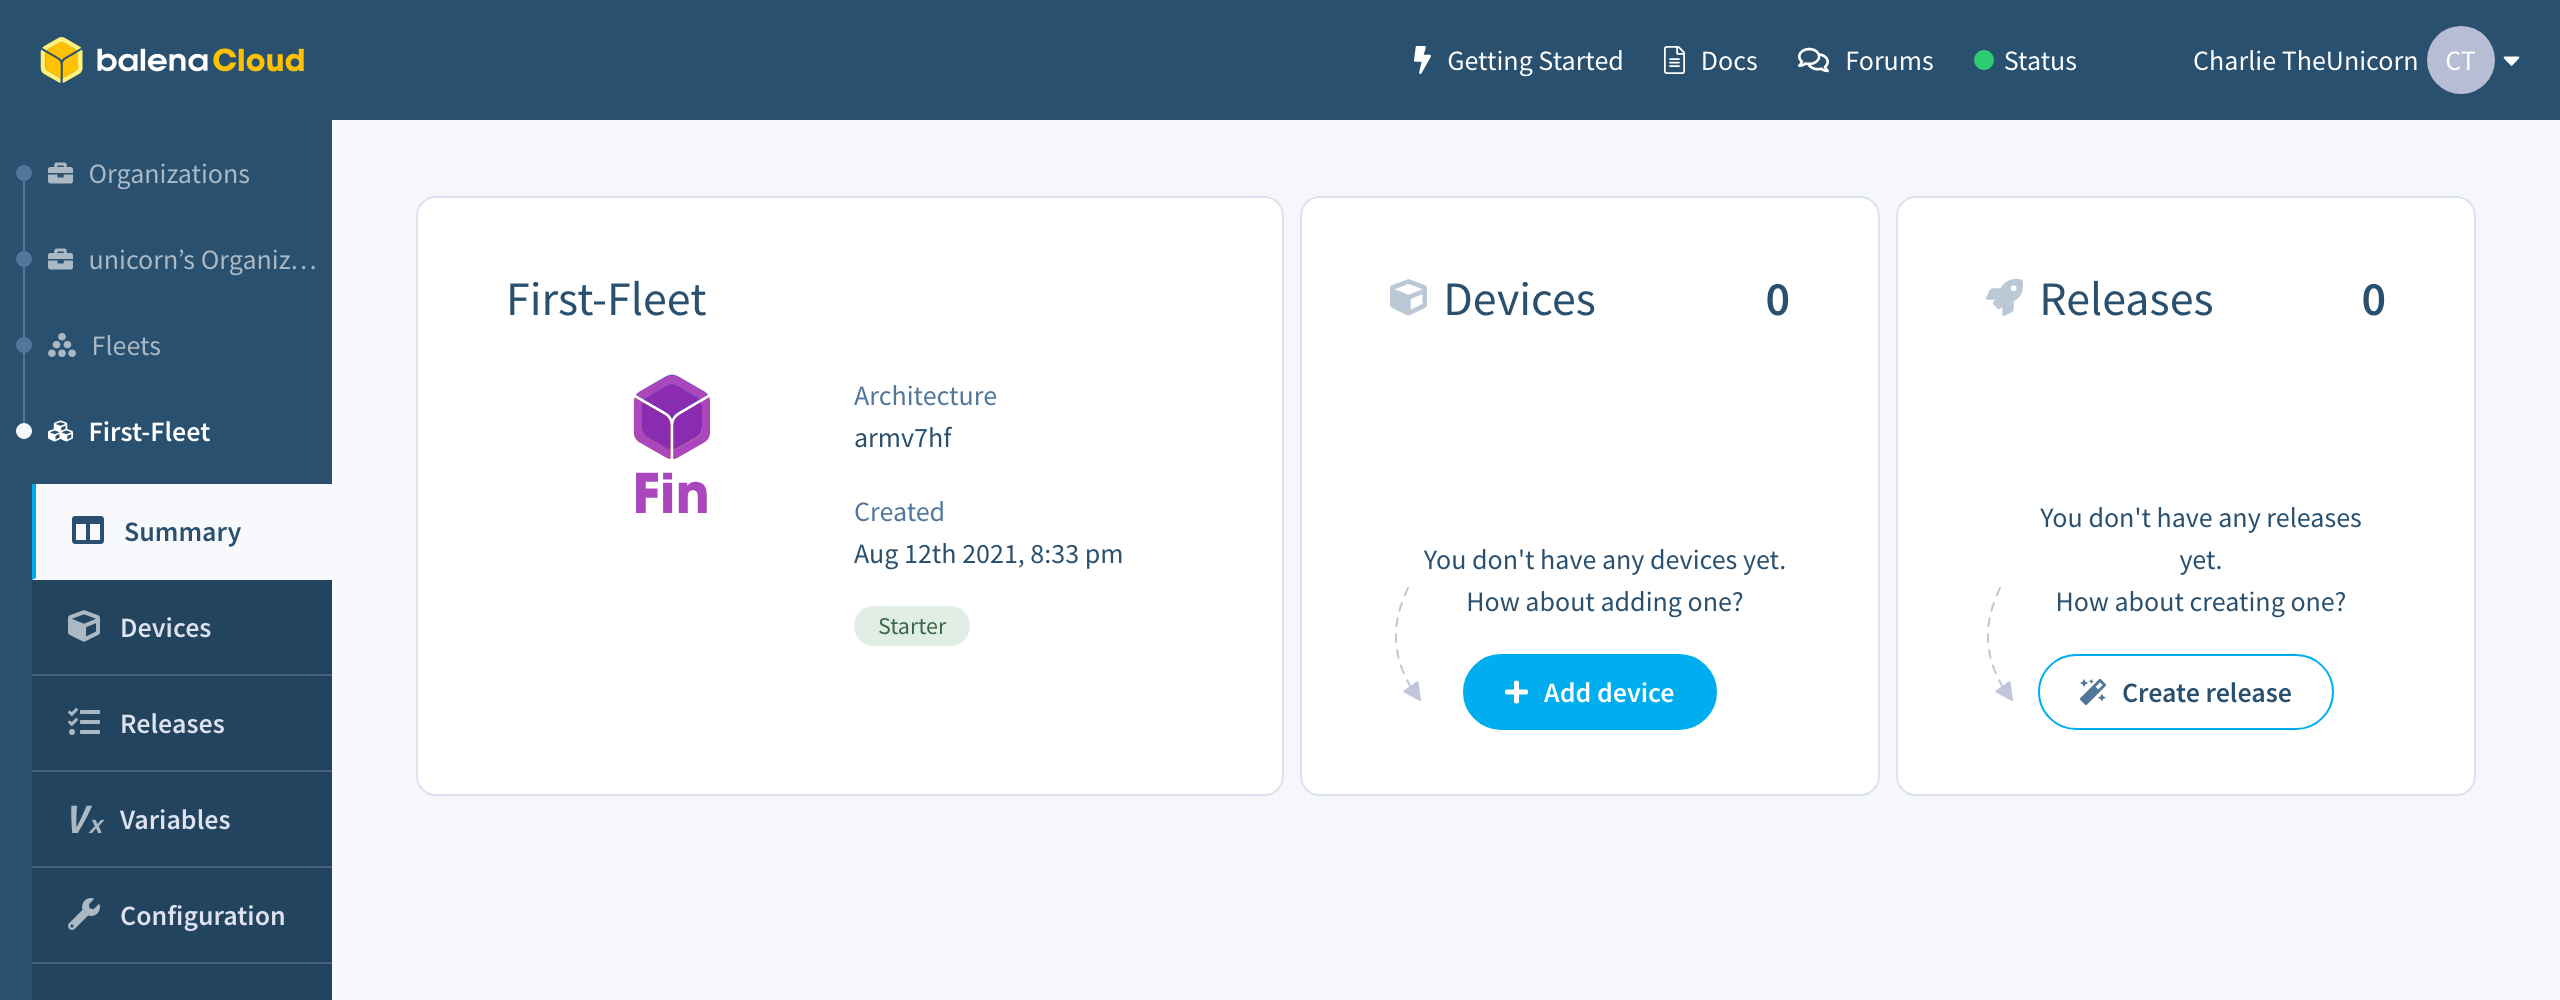 balenaCloud
Getting Started
Docs
Forums
Status
Charlie TheUnicorn
CT
Organizations
unicorn’s Organiz…
Fleets
First-Fleet
Summary
Devices
Releases
Vx Variables
Configuration
First-Fleet
Fin
Architecture
armv7hf
Created
Aug 12th 2021, 8:33 pm
Starter
Devices 0
You don't have any devices yet.
How about adding one?
Add device
Releases 0
You don't have any releases
yet.
How about creating one?
Create release